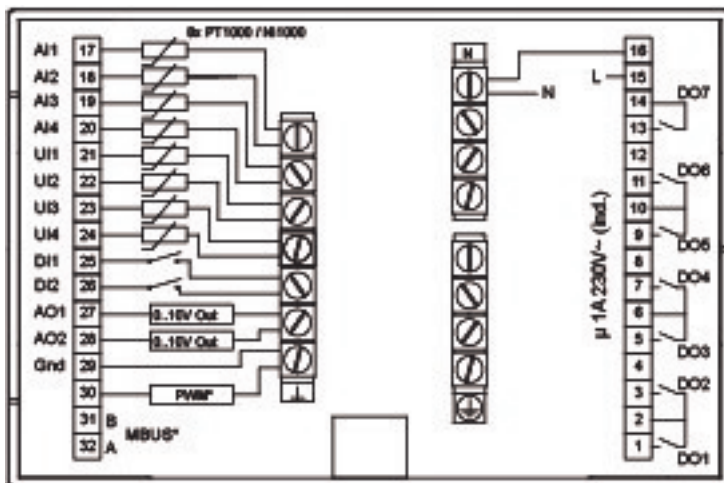 8x PT1000 / NI1000
AI1 17
AI2 18
AI3 19
AI4 20
UI1 21
UI2 22
UI3 23
UI4 24
DI1 25
DI2 26
AO1 27 0..10V Out
AO2 28 0..10V Out
Gnd 29
30 PWM*
31 B
MBUS*
32 A
N
N
L
µ 1A 230V~ (Ind.)
16
15
14
13
12
11
10
9
8
7
6
5
4
3
2
1
DO7
DO6
DO5
DO4
DO3
DO2
DO1